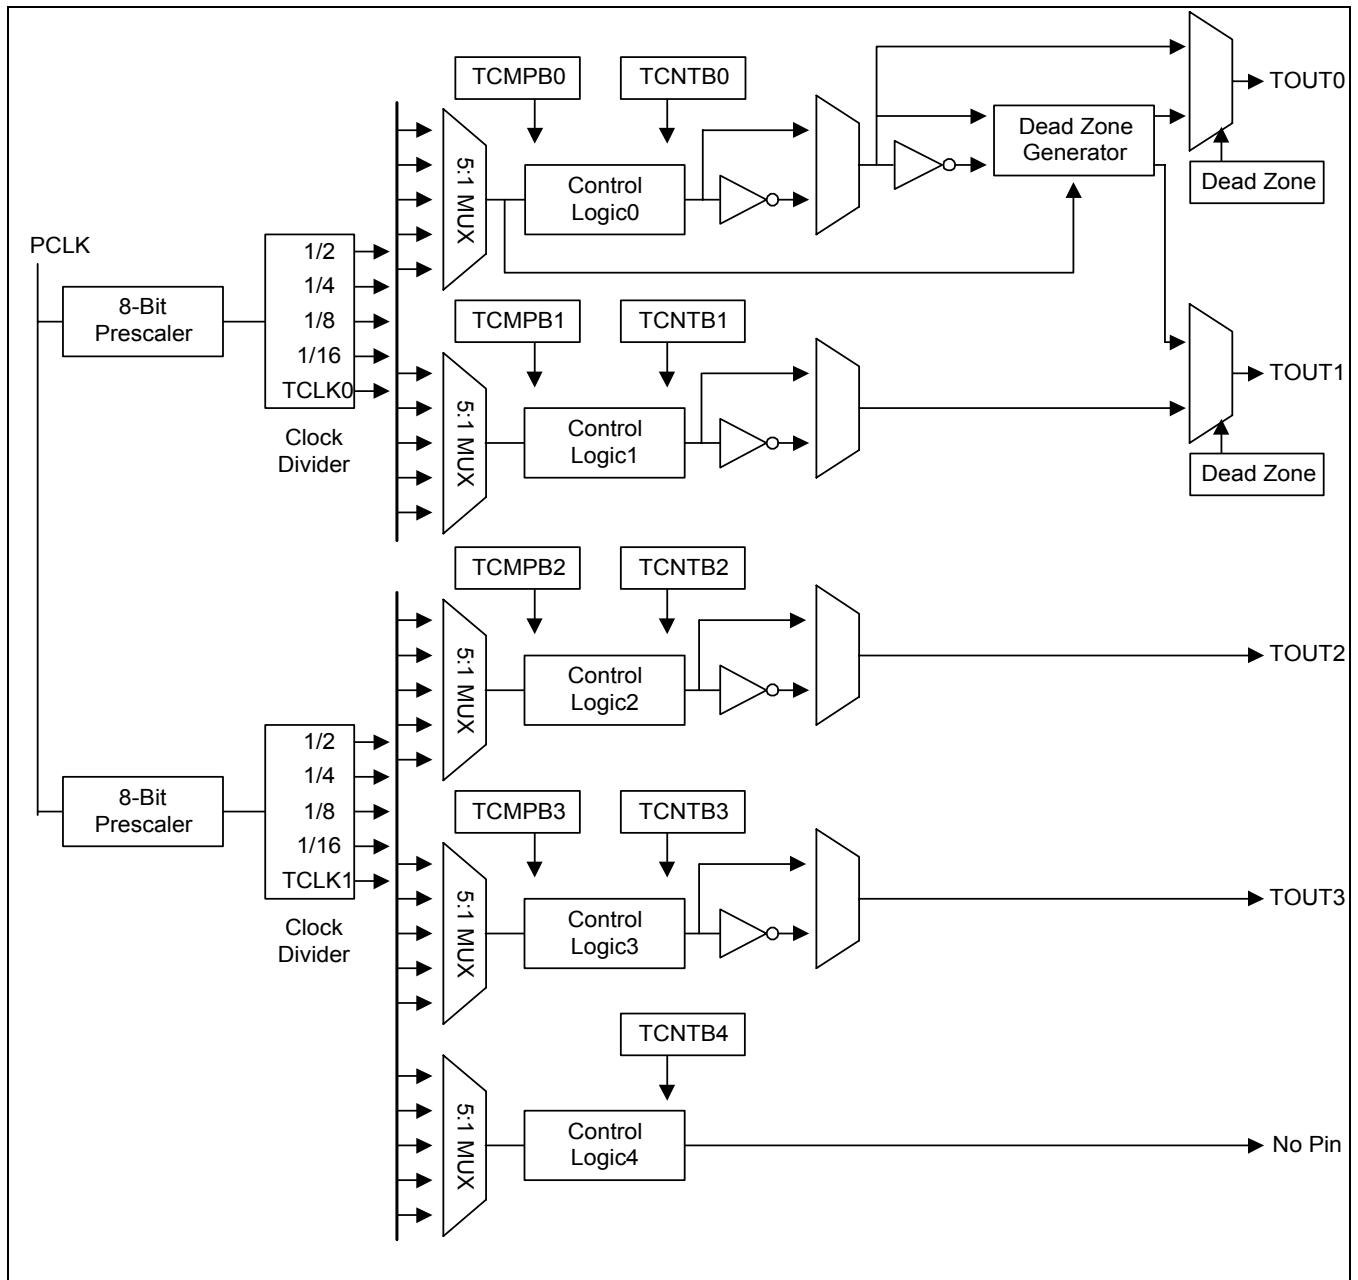 TCMPB0
TCNTB0
TOUT0
5:1 MUX
Control
Logic0
Dead Zone
Generator
Dead Zone
PCLK
8-Bit
Prescaler
1/2
1/4
1/8
1/16
TCLK0
Clock
Divider
TCMPB1
TCNTB1
5:1 MUX
Control
Logic1
TOUT1
Dead Zone
TCMPB2
TCNTB2
5:1 MUX
Control
Logic2
TOUT2
8-Bit
Prescaler
1/2
1/4
1/8
1/16
TCLK1
Clock
Divider
TCMPB3
TCNTB3
5:1 MUX
Control
Logic3
TOUT3
TCNTB4
5:1 MUX
Control
Logic4
No Pin